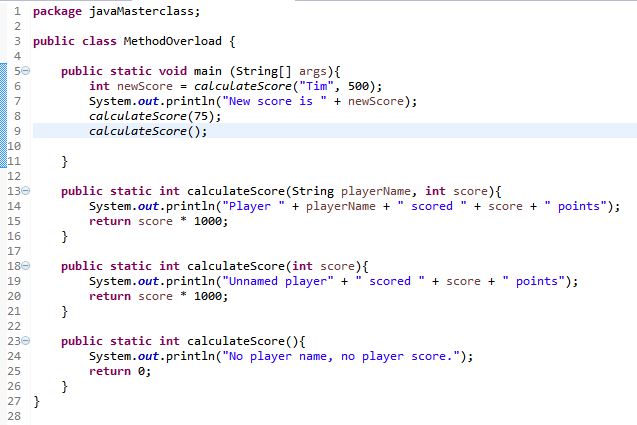 1 package javaMasterclass;
2
3 public class MethodOverload {
4
5 public static void main (String[] args){
6 int newScore = calculateScore("Tim", 500);
7 System.out.println("New score is " + newScore);
8 calculateScore(75);
9 calculateScore();
10
11 }
12
13 public static int calculateScore(String playerName, int score){
14 System.out.println("Player " + playerName + " scored " + score + " points");
15 return score * 1000;
16 }
17
18 public static int calculateScore(int score){
19 System.out.println("Unnamed player" + " scored " + score + " points");
20 return score * 1000;
21 }
22
23 public static int calculateScore(){
24 System.out.println("No player name, no player score.");
25 return 0;
26 }
27 }
28